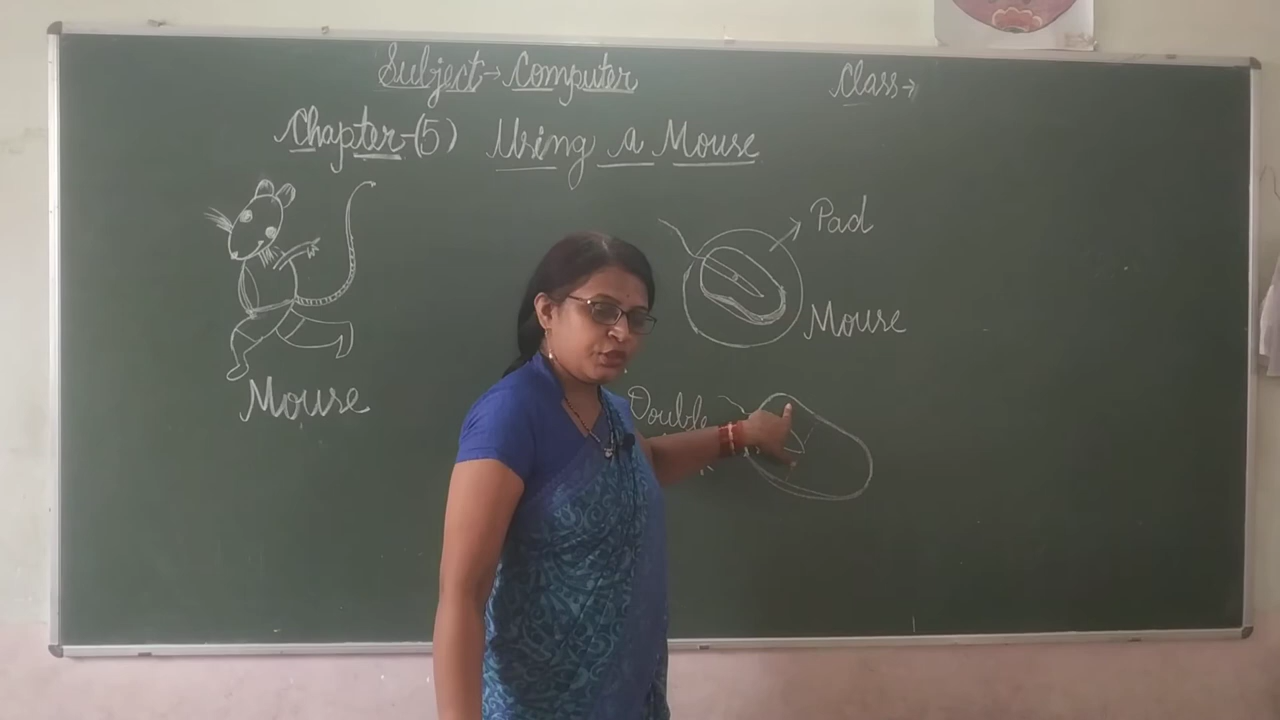 Subject→ Computer
Class→
Chapter-(5) Using a Mouse
Pad
Mouse
Mouse
Double